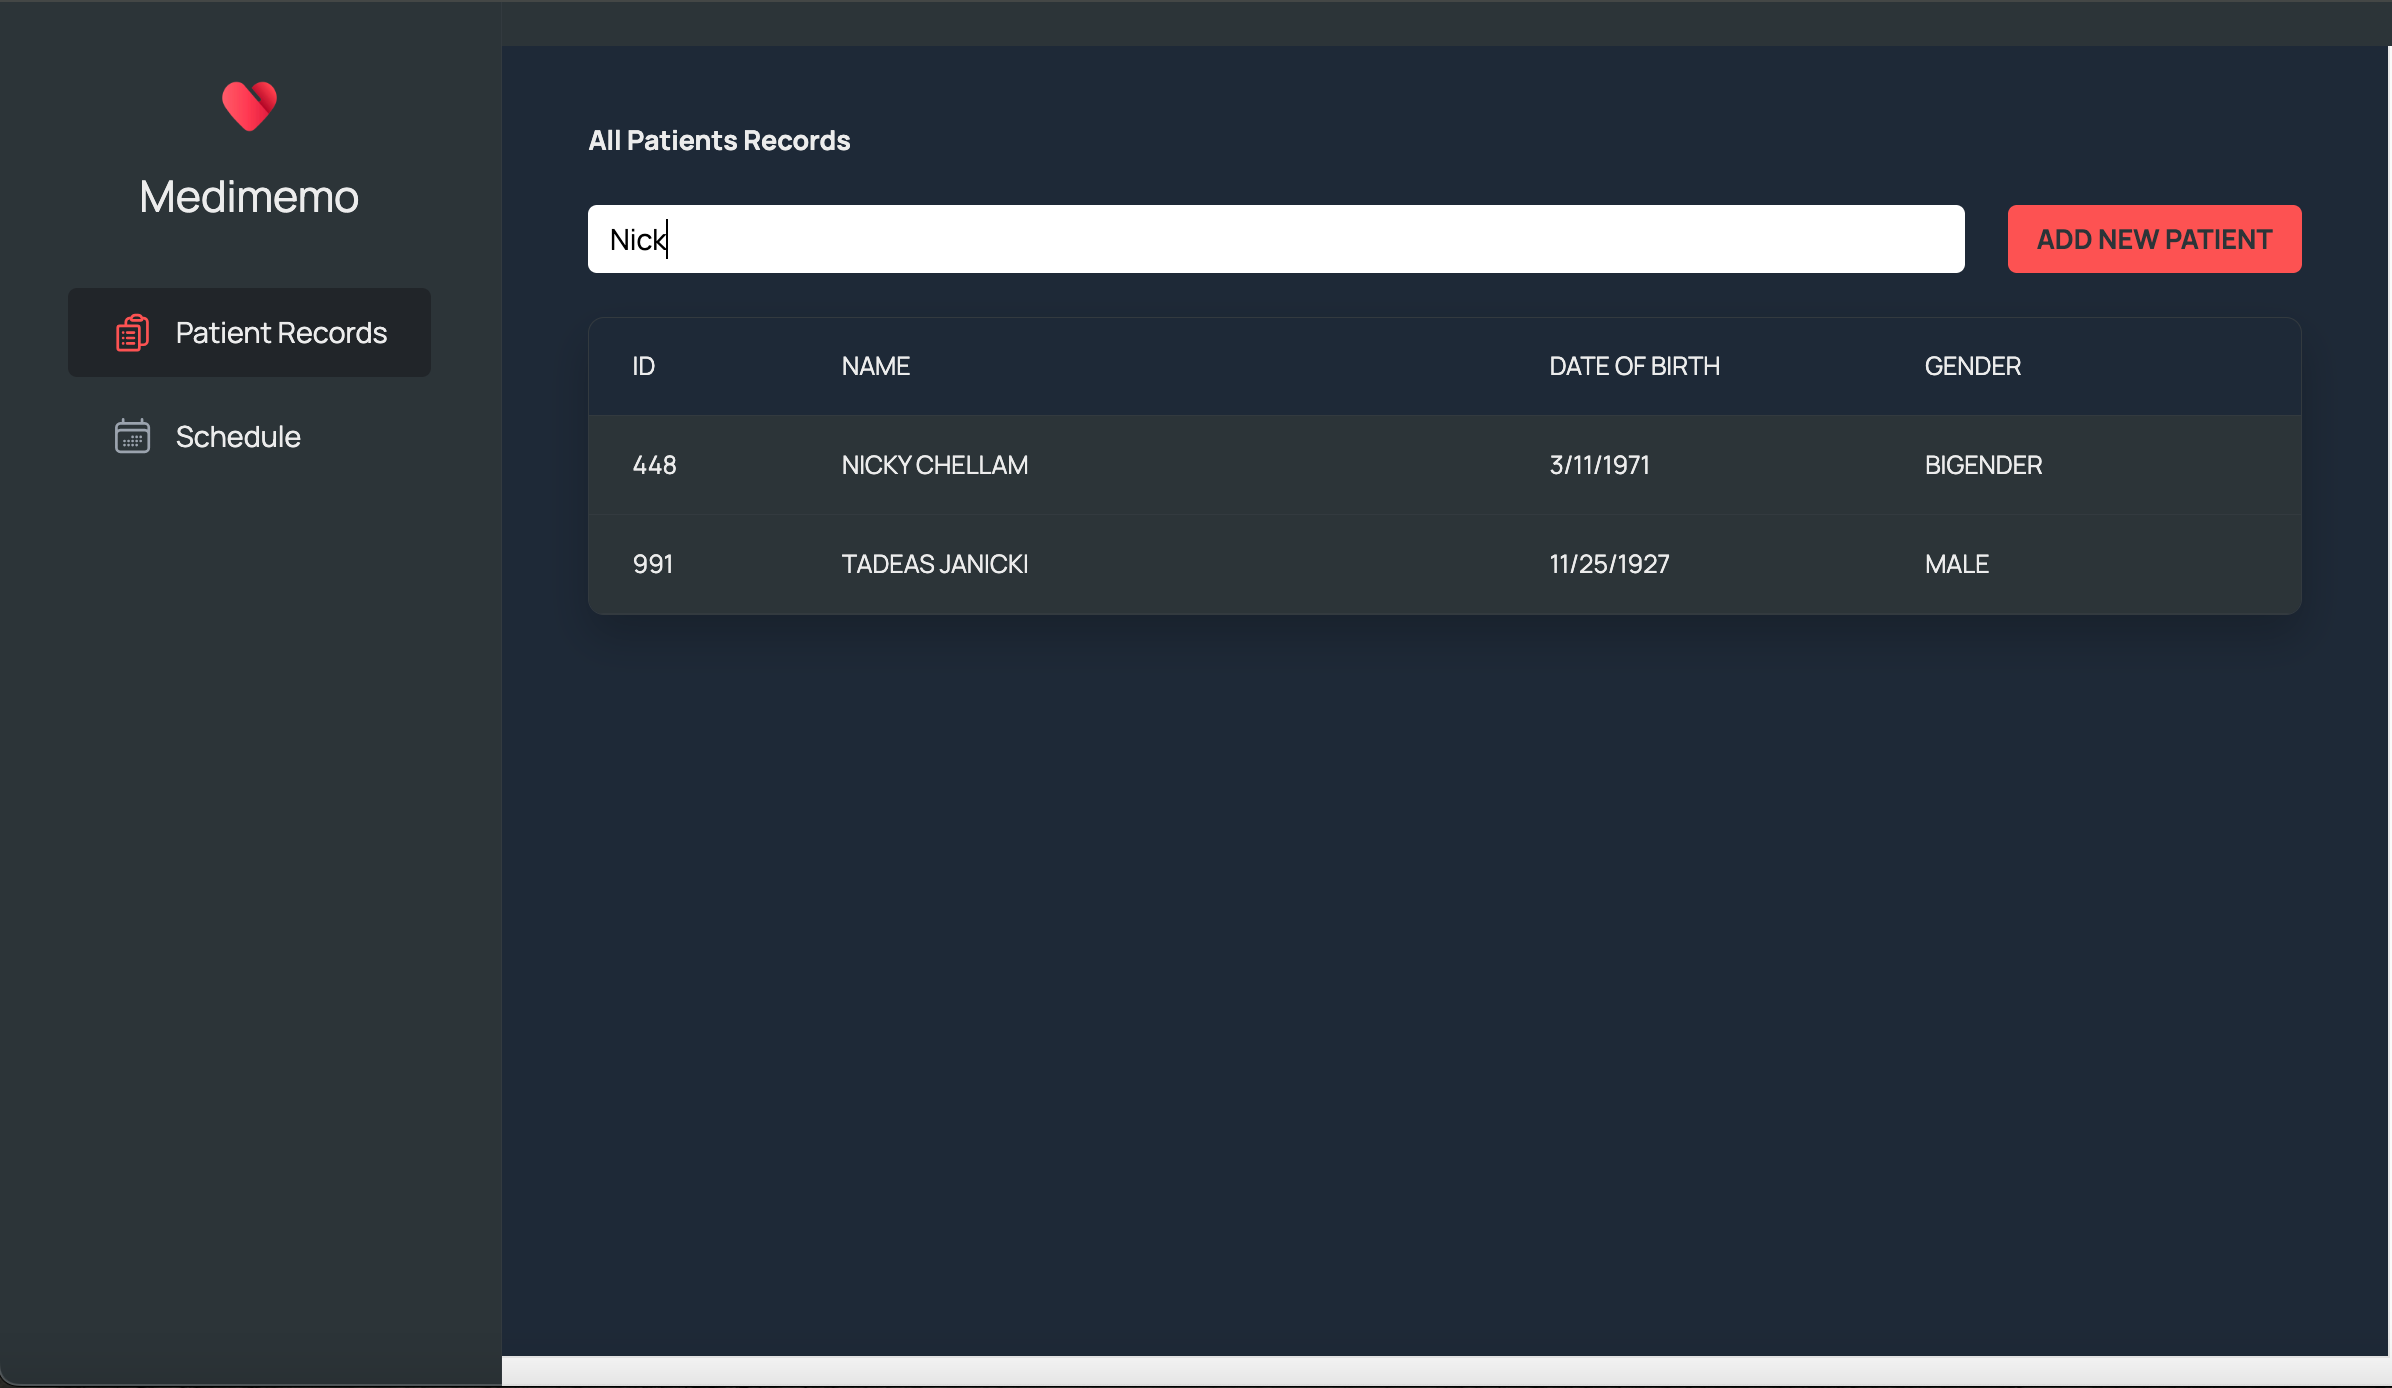 Medimemo
Patient Records
Schedule
All Patients Records
Nick
ADD NEW PATIENT
ID NAME DATE OF BIRTH GENDER
448 NICKY CHELLAM 3/11/1971 BIGENDER
991 TADEAS JANICKI 11/25/1927 MALE